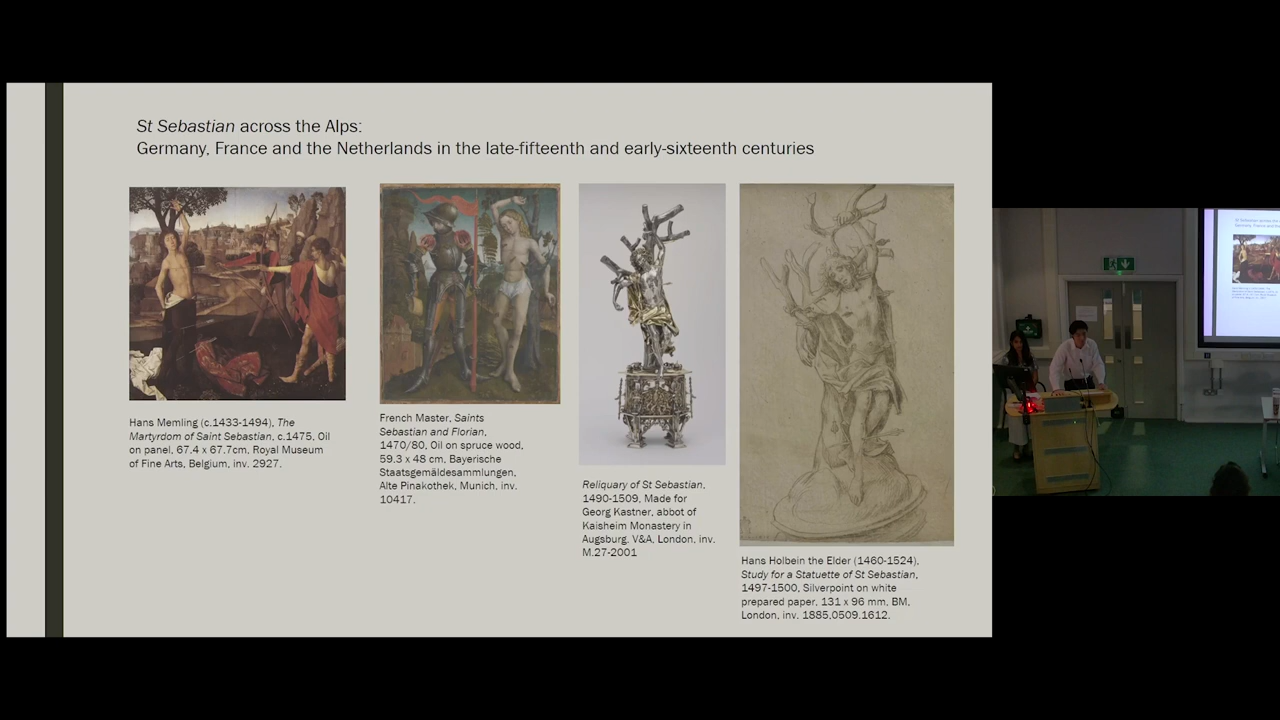 St Sebastian across the Alps:
Germany, France and the Netherlands in the late-fifteenth and early-sixteenth centuries
Hans Memling (c.1433-1494), The
Martyrdom of Saint Sebastian, c.1475, Oil
on panel, 67.4 x 67.7cm, Royal Museum
of Fine Arts, Belgium, inv. 2927.
French Master, Saints
Sebastian and Florian,
1470/80, Oil on spruce wood,
59.3 x 48 cm, Bayerische
Staatsgemäldesammlungen,
Alte Pinakothek, Munich, inv.
10417.
Reliquary of St Sebastian,
1490-1509, Made for
Georg Kastner, abbot of
Kaisheim Monastery in
Augsburg. V&A, London, inv.
M.27-2001
Hans Holbein the Elder (1460-1524),
Study for a Statuette of St Sebastian,
1497-1500, Silverpoint on white
prepared paper, 131 x 96 mm, BM,
London, inv. 1885,0509.1612.